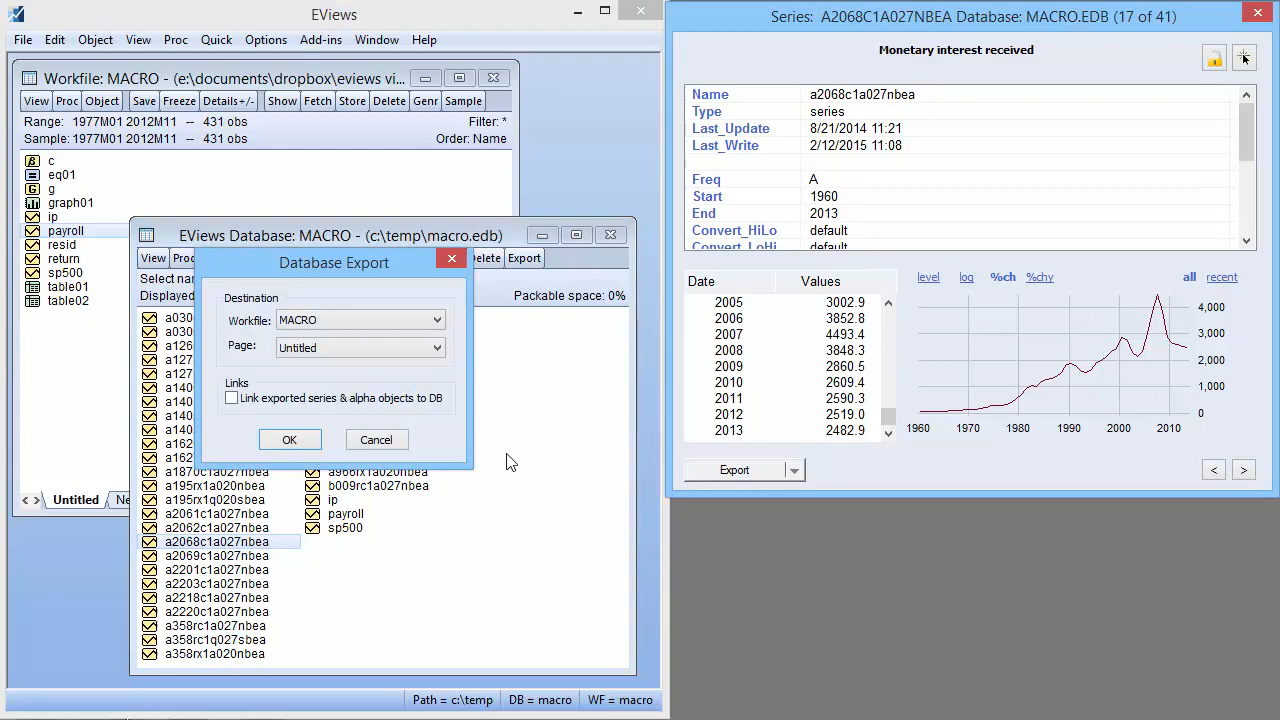 EViews
File Edit Object View Proc Quick Options Add-ins Window Help
Workfile: MACRO - (e:\documents\dropbox\eviews vi...
View Proc Object Save Freeze Details+/- Show Fetch Store Delete Genr Sample
Range: 1977M01 2012M11 -- 431 obs Filter: *
Sample: 1977M01 2012M11 -- 431 obs Order: Name
c
eq01
g
graph01
ip
payroll
resid
return
sp500
table01
table02
Untitled
EViews Database: MACRO - (c:\temp\macro.edb)
View Export
Packable space: 0%
Database Export
Destination
Workfile: MACRO
Page: Untitled
Links
Link exported series & alpha objects to DB
OK Cancel
a1870c1a027nbea
a195rx1a020nbea
a195rx1q020sbea
a2061c1a027nbea
a2062c1a027nbea
a2068c1a027nbea
a2069c1a027nbea
a2201c1a027nbea
a2203c1a027nbea
a2218c1a027nbea
a2220c1a027nbea
a358rc1a027nbea
a358rc1q027sbea
a358rx1a020nbea
a966rx1a020nbea
b009rc1a027nbea
ip
payroll
sp500
Path = c:\temp DB = macro WF = macro
Series: A2068C1A027NBEA Database: MACRO.EDB (17 of 41)
Monetary interest received
Name a2068c1a027nbea
Type series
Last_Update 8/21/2014 11:21
Last_Write 2/12/2015 11:08
Freq A
Start 1960
End 2013
Convert_HiLo default
Convert_LoHi default
Date Values
2005 3002.9
2006 3852.8
2007 4493.4
2008 3848.3
2009 2860.5
2010 2609.4
2011 2590.3
2012 2519.0
2013 2482.9
level log %ch %chy all recent
4,000
3,000
2,000
1,000
0
1960 1970 1980 1990 2000 2010
Export < >